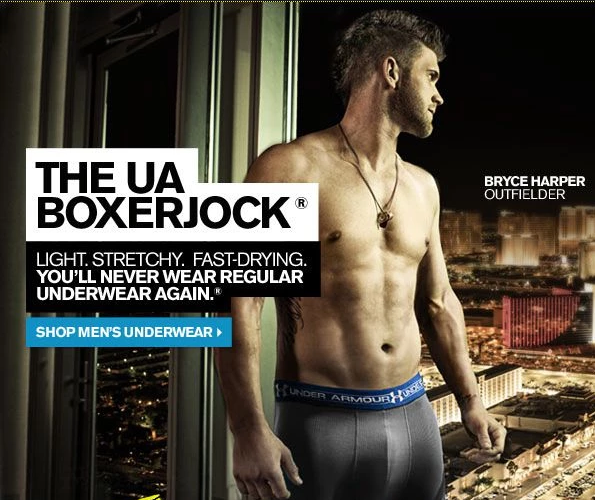 THE UA
BOXERJOCK®
LIGHT. STRETCHY. FAST-DRYING.
YOU'LL NEVER WEAR REGULAR
UNDERWEAR AGAIN.®
SHOP MEN'S UNDERWEAR
BRYCE HARPER
OUTFIELDER
UNDER ARMOUR UNDE